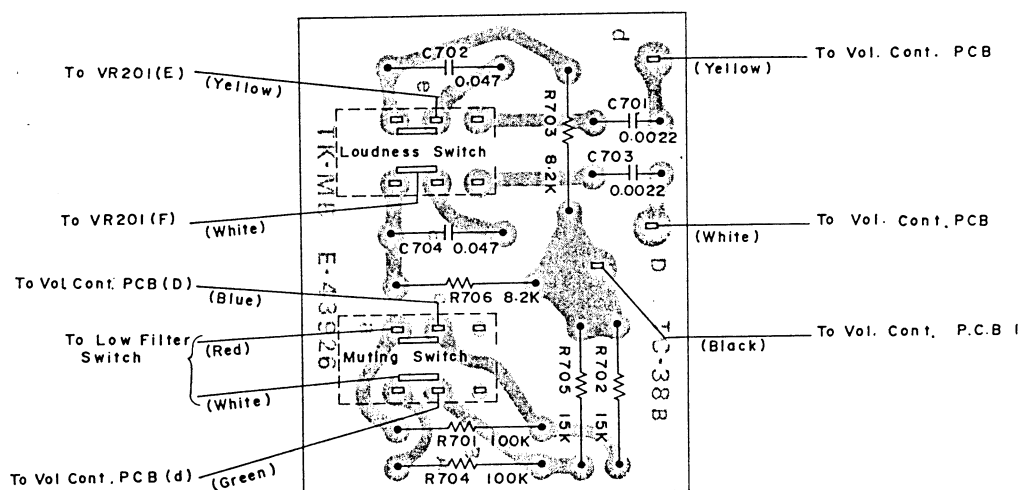 C702
0.047
To VR201(E)
(Yellow)
d
To Vol. Cont. PCB
(Yellow)
R703
8.2K
C701
0.0022
Loudness Switch
C703
0.0022
To VR201(F)
(White)
C704 0.047
To Vol. Cont. PCB
(White)
D
To Vol Cont. PCB (D)
(Blue)
R706 8.2K
E-43926
To Low Filter
Switch
(Red)
Muting Switch
(White)
To Vol. Cont. P.C.B 1
(Black)
R705 15K
R702 15K
-38B
R701 100K
R704 100K
To Vol Cont. PCB (d)
(Green)